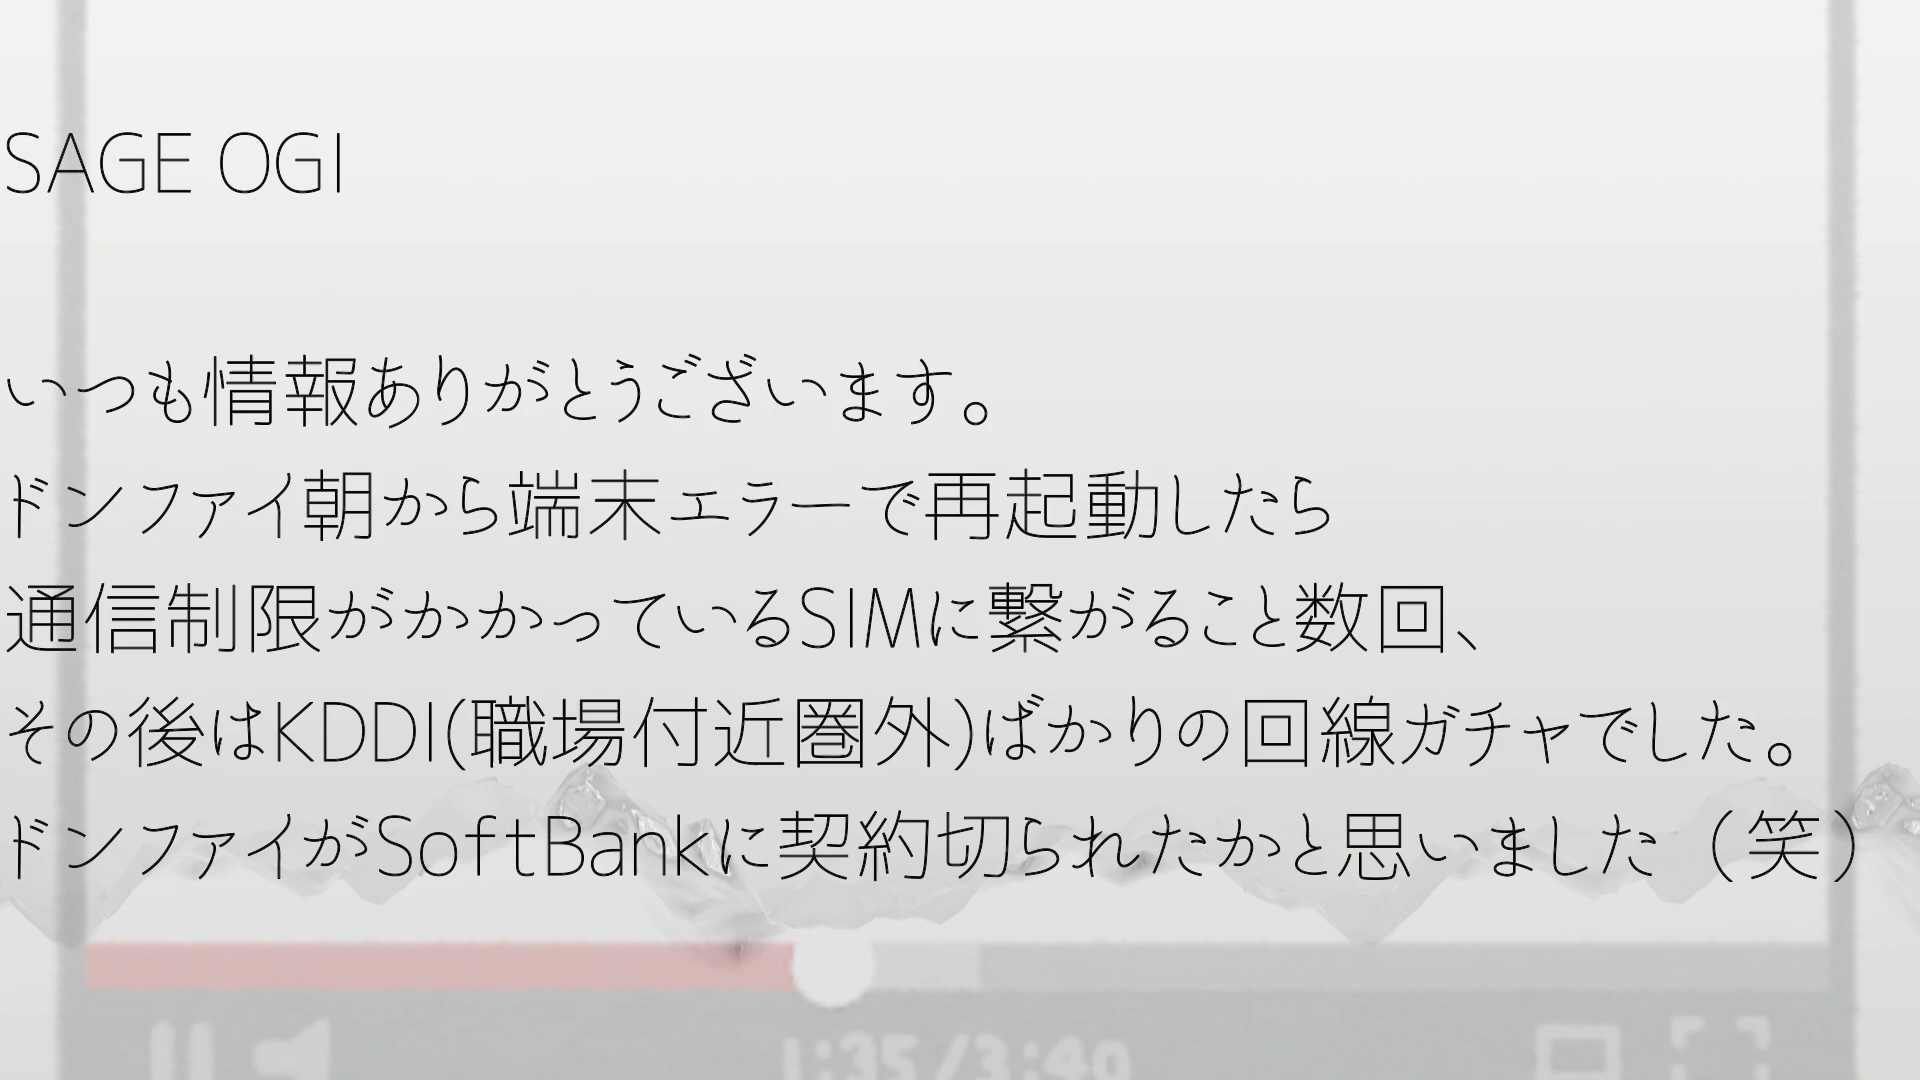 SAGE OGI
いつも情報ありがとうございます。
ドンファイ朝から端末エラーで再起動したら
通信制限がかかっているSIMに繋がること数回、
その後はKDDI(職場付近圏外)ばかりの回線ガチャでした。
ドンファイがSoftBankに契約切られたかと思いました（笑）
1:35/3:40